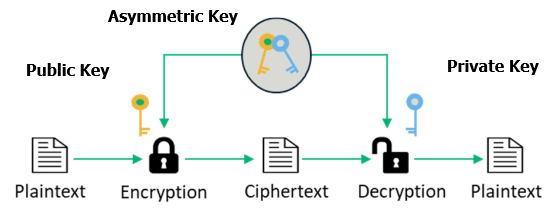 Asymmetric Key
Public Key
Private Key
Plaintext
Encryption
Ciphertext
Decryption
Plaintext